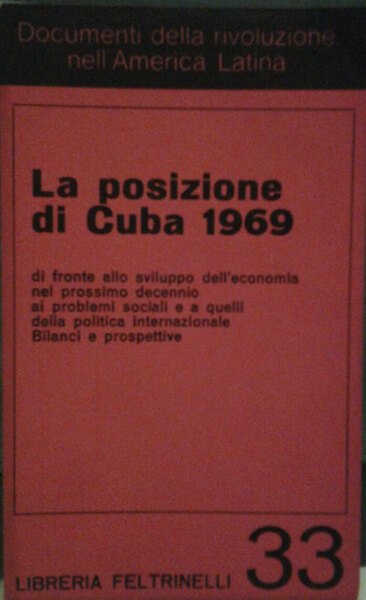 Documenti della rivoluzione
nell'America Latina
La posizione
di Cuba 1969
di fronte allo sviluppo dell'economia
nel prossimo decennio
ai problemi sociali e a quelli
della politica internazionale
Bilanci e prospettive
LIBRERIA FELTRINELLI 33